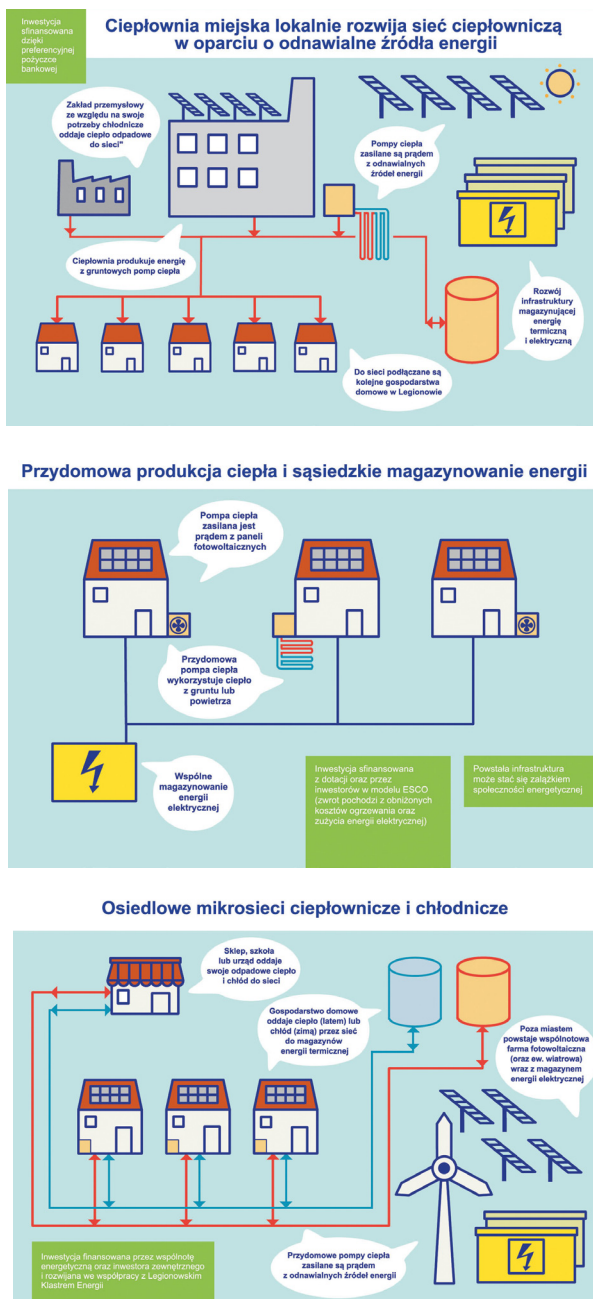 Inwestycja
sfinansowana
dzięki
preferencyjnej
pożyczce
bankowej
Ciepłownia miejska lokalnie rozwija sieć ciepłowniczą
w oparciu o odnawialne źródła energii
Zakład przemysłowy
ze względu na swoje
potrzeby chłodnicze
oddaje ciepło odpadowe
do sieci"
Pompy ciepła
zasilane są prądem
z odnawialnych
źródeł energii
Ciepłownia produkuje energię
z gruntowych pomp ciepła
Rozwój
infrastruktury
magazynującej
energię
termiczną
i elektryczną
Do sieci podłączane są
kolejne gospodarstwa
domowe w Legionowie
Przydomowa produkcja ciepła i sąsiedzkie magazynowanie energii
Pompa ciepła
zasilana jest
prądem z paneli
fotowoltaicznych
Przydomowa
pompa ciepła
wykorzystuje ciepło
z gruntu lub
powietrza
Wspólne
magazynowanie
energii
elektrycznej
Inwestycja sfinansowana
z dotacji oraz przez
inwestorów w modelu ESCO
(zwrot pochodzi z obniżonych
kosztów ogrzewania oraz
zużycia energii elektrycznej)
Powstała infrastruktura
może stać się zalążkiem
społeczności energetycznej
Osiedlowe mikrosieci ciepłownicze i chłodnicze
Sklep, szkoła
lub urząd oddaje
swoje odpadowe ciepło
i chłód do sieci
Gospodarstwo domowe
oddaje ciepło (latem) lub
chłód (zimą) przez sieć
do magazynów
energii termicznej
Poza miastem
powstaje wspólnotowa
farma fotowoltaiczna
(oraz ew. wiatrowa)
wraz z magazynem
energii elektrycznej
Inwestycja finansowana przez wspólnotę
energetyczną oraz inwestora zewnętrznego
i rozwijana we współpracy z Legionowskim
Klastrem Energii
Przydomowe pompy ciepła
zasilane są prądem
z odnawialnych źródeł energii